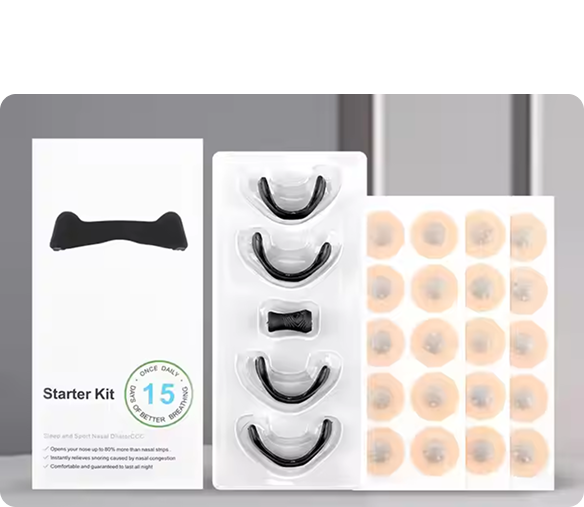 Starter Kit
ONCE DAILY
15
DAYS OF BETTER BREATHING
Sleep and Sport Nasal
✓ Opens your nose up to 80% more than nasal strips.
✓ Instantly relieves snoring caused by nasal congestion
✓ Comfortable and guaranteed to last all night